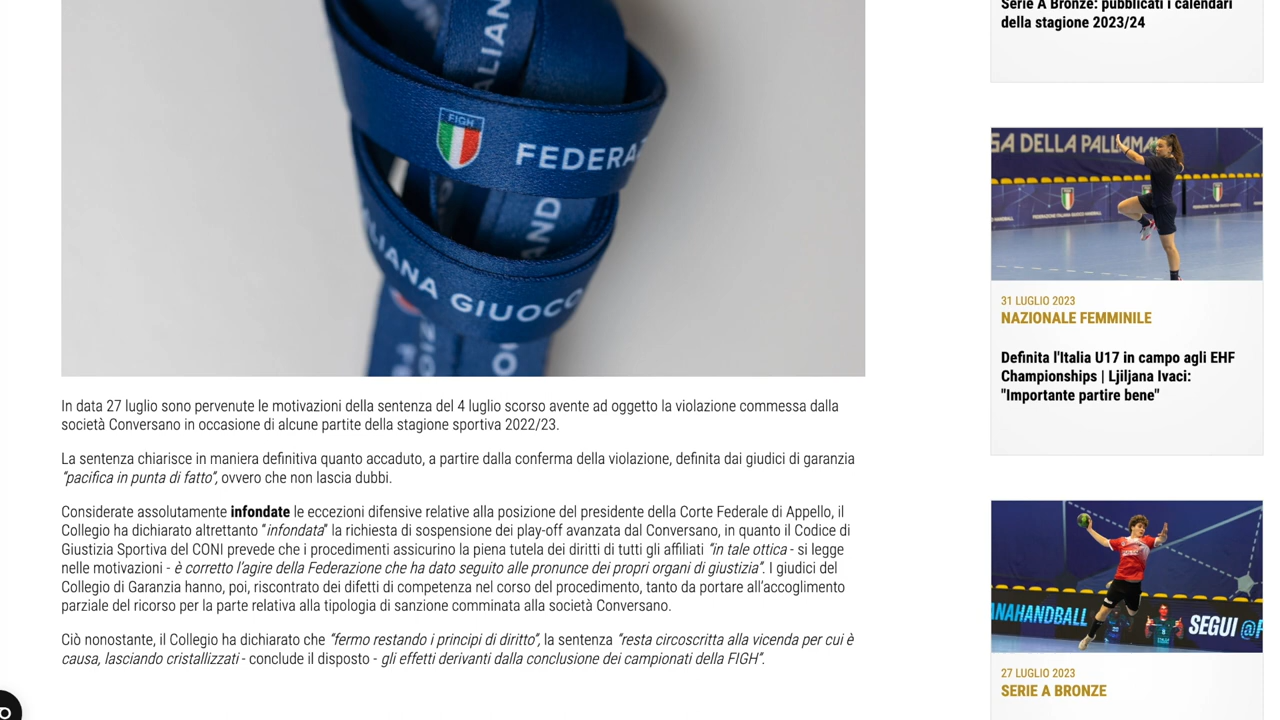 ALIAN
FIGH
FEDERAZ
AND
LIANA GIUOCO
In data 27 luglio sono pervenute le motivazioni della sentenza del 4 luglio scorso avente ad oggetto la violazione commessa dalla
società Conversano in occasione di alcune partite della stagione sportiva 2022/23.
La sentenza chiarisce in maniera definitiva quanto accaduto, a partire dalla conferma della violazione, definita dai giudici di garanzia
“pacifica in punta di fatto”, ovvero che non lascia dubbi.
Considerate assolutamente infondate le eccezioni difensive relative alla posizione del presidente della Corte Federale di Appello, il
Collegio ha dichiarato altrettanto “infondata” la richiesta di sospensione dei play-off avanzata dal Conversano, in quanto il Codice di
Giustizia Sportiva del CONI prevede che i procedimenti assicurino la piena tutela dei diritti di tutti gli affiliati “in tale ottica - si legge
nelle motivazioni - è corretto l’agire della Federazione che ha dato seguito alle pronunce dei propri organi di giustizia”. I giudici del
Collegio di Garanzia hanno, poi, riscontrato dei difetti di competenza nel corso del procedimento, tanto da portare all’accoglimento
parziale del ricorso per la parte relativa alla tipologia di sanzione comminata alla società Conversano.
Ciò nonostante, il Collegio ha dichiarato che “fermo restando i principi di diritto”, la sentenza “resta circoscritta alla vicenda per cui è
causa, lasciando cristallizzati - conclude il disposto - gli effetti derivanti dalla conclusione dei campionati della FIGH”.
Serie A Bronze: pubblicati i calendari
della stagione 2023/24
SA DELLA PALLAMA
31 LUGLIO 2023
NAZIONALE FEMMINILE
Definita l'Italia U17 in campo agli EHF
Championships | Ljiljana Ivaci:
"Importante partire bene"
ANAHANDBALL
SEGUI @F
27 LUGLIO 2023
SERIE A BRONZE